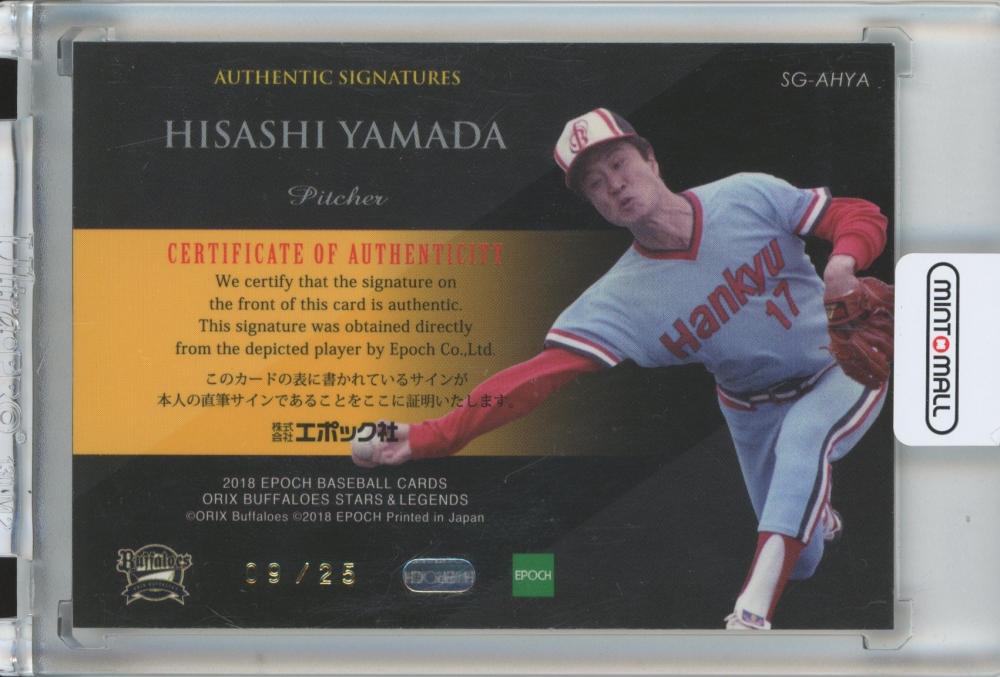 AUTHENTIC SIGNATURES
SG-AHYA
HISASHI YAMADA
Pitcher
CERTIFICATE OF AUTHENTICITY
We certify that the signature on
the front of this card is authentic.
This signature was obtained directly
from the depicted player by Epoch Co.,Ltd.
このカードの表に書かれているサインが
本人の直筆サインであることをここに証明いたします。
株式会社エポック社
Hankyu
17
MINT MALL
2018 EPOCH BASEBALL CARDS
ORIX BUFFALOES STARS & LEGENDS
©ORIX Buffaloes ©2018 EPOCH Printed in Japan
Buffaloes
09/25
EPOCH